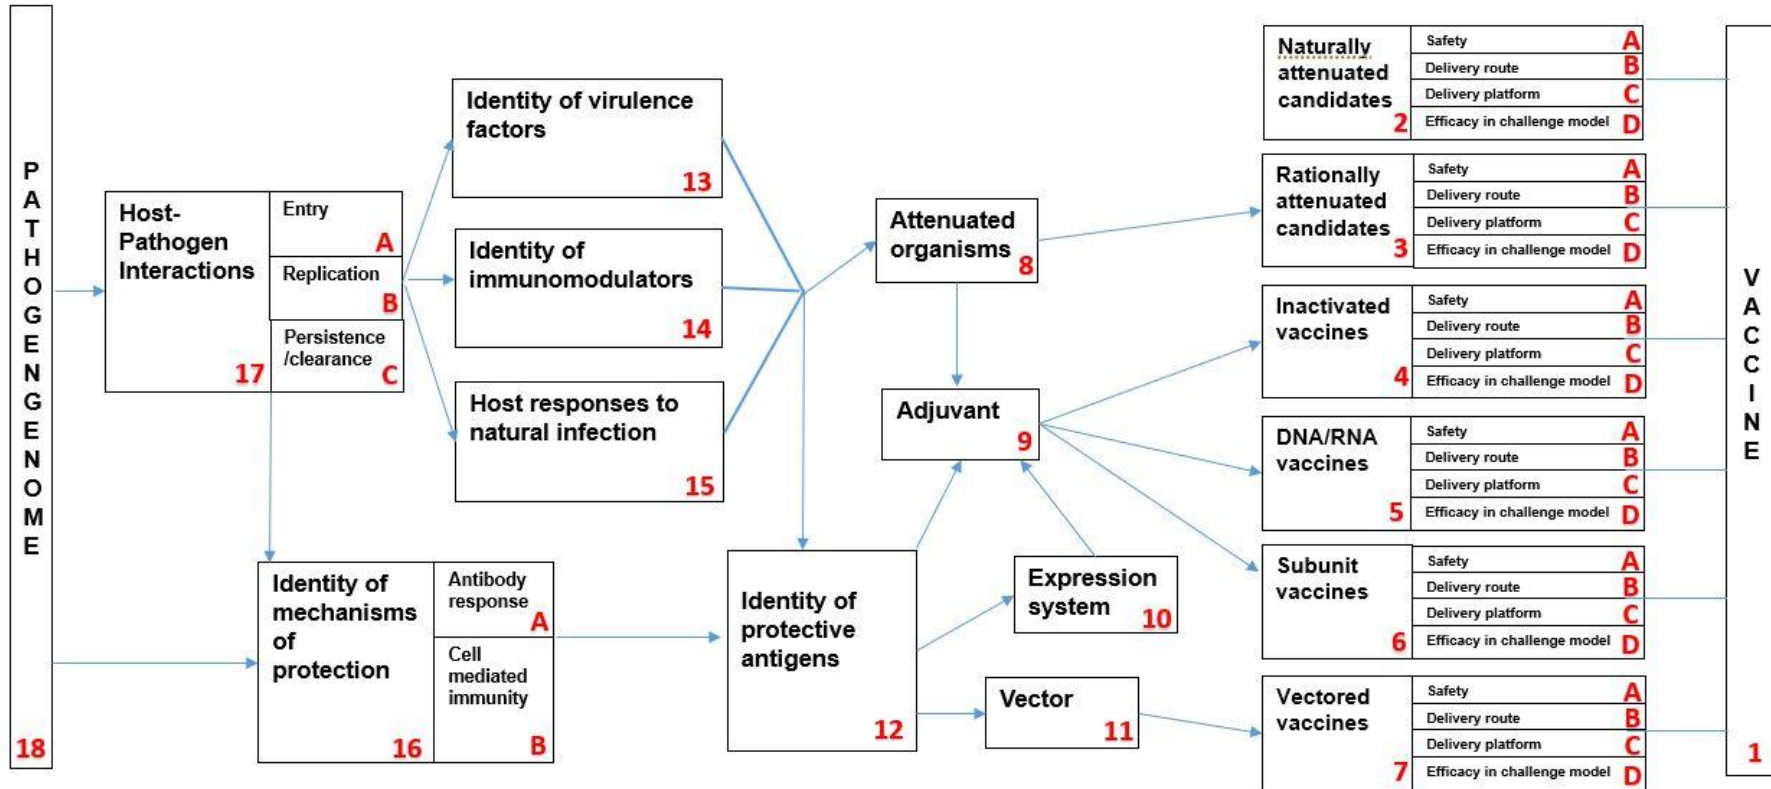 PATHOGENGENOME
18
Host-
Pathogen
Interactions
17
Entry
A
Replication
B
Persistence
/clearance
C
Identity of virulence
factors
13
Identity of
immunomodulators
14
Host responses to
natural infection
15
Identity of
mechanisms
of
protection
16
Antibody
response
A
Cell
mediated
immunity
B
Identity of
protective
antigens
12
Attenuated
organisms
8
Adjuvant
9
Expression
system
10
Vector
11
Naturally
attenuated
candidates
2
Safety A
Delivery route B
Delivery platform C
Efficacy in challenge model D
Rationally
attenuated
candidates
3
Safety A
Delivery route B
Delivery platform C
Efficacy in challenge model D
Inactivated
vaccines
4
Safety A
Delivery route B
Delivery platform C
Efficacy in challenge model D
DNA/RNA
vaccines
5
Safety A
Delivery route B
Delivery platform C
Efficacy in challenge model D
Subunit
vaccines
6
Safety A
Delivery route B
Delivery platform C
Efficacy in challenge model D
Vectored
vaccines
7
Safety A
Delivery route B
Delivery platform C
Efficacy in challenge model D
VACCINE
1